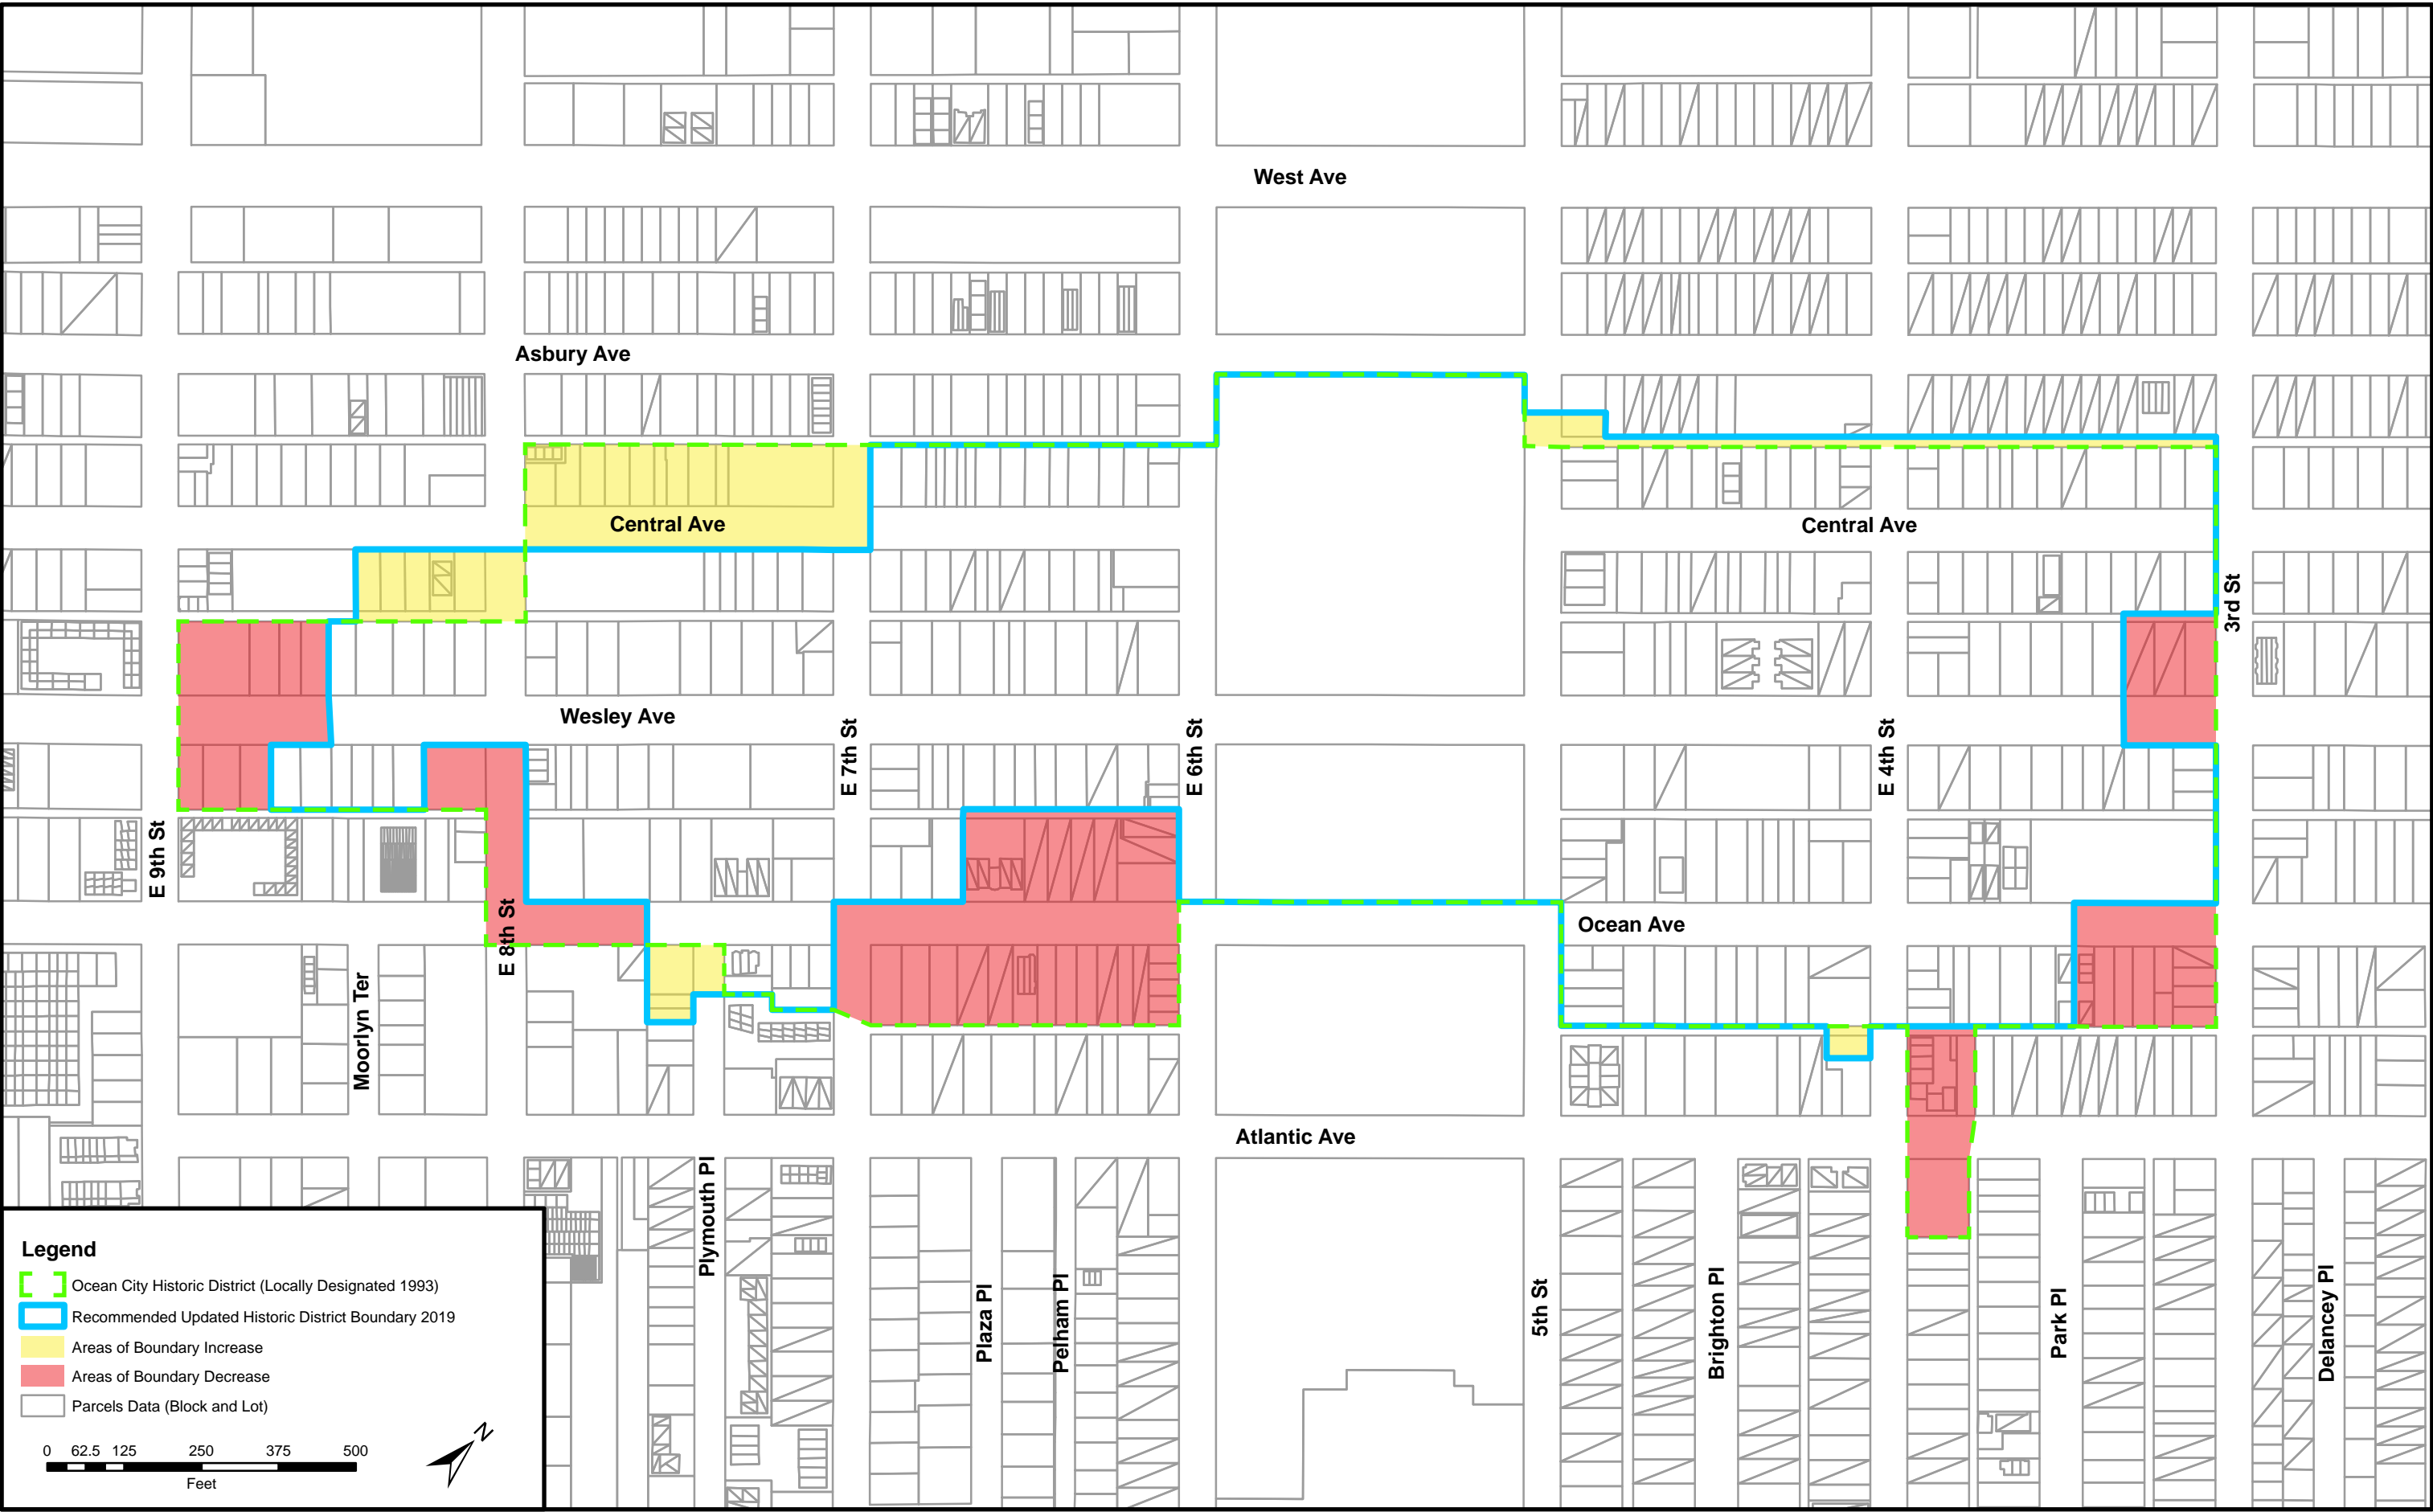 West Ave
Asbury Ave
Central Ave
Central Ave
3rd St
Wesley Ave
E 7th St
E 6th St
E 4th St
E 9th St
E 8th St
Ocean Ave
Moorlyn Ter
Atlantic Ave
Plymouth Pl
Plaza Pl
Pelham Pl
5th St
Brighton Pl
Park Pl
Delancey Pl
Legend
Ocean City Historic District (Locally Designated 1993)
Recommended Updated Historic District Boundary 2019
Areas of Boundary Increase
Areas of Boundary Decrease
Parcels Data (Block and Lot)
N
0 62.5 125 250 375 500
Feet